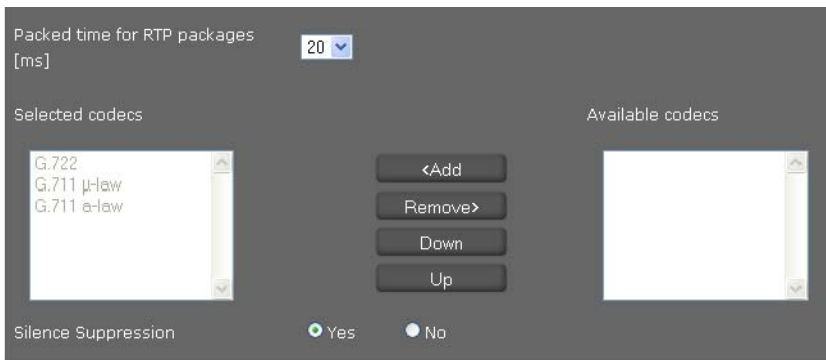 Packed time for RTP packages
[ms]
20
Selected codecs
Available codecs
G.722
G.711 µ-law
G.711 a-law
<Add
Remove>
Down
Up
Silence Suppression
Yes
No